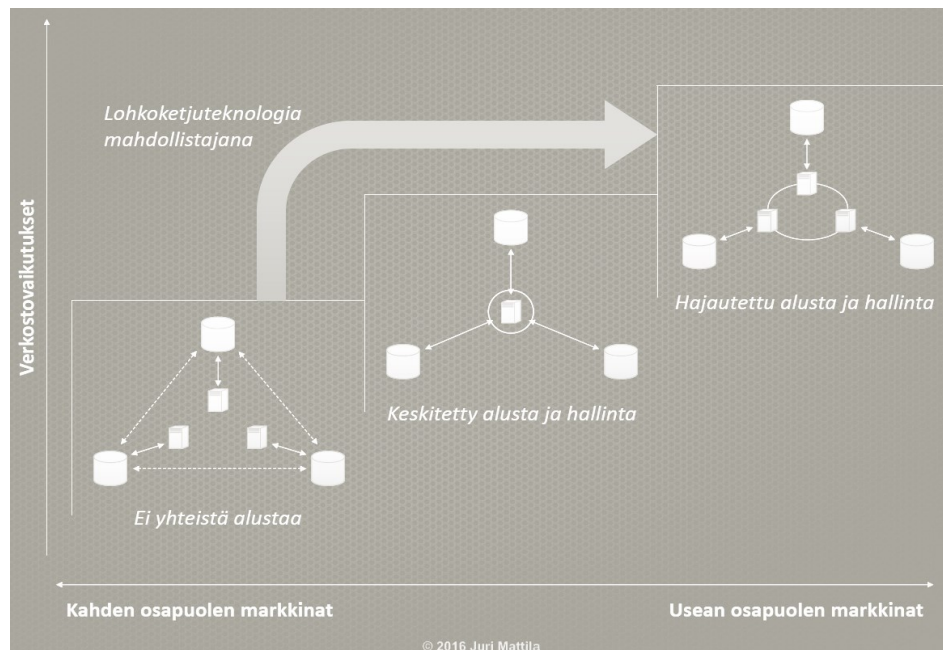 Lohkoketjuteknologia
mahdollistajana
Verkostovaikutukset
Hajautettu alusta ja hallinta
Keskitetty alusta ja hallinta
Ei yhteistä alustaa
Kahden osapuolen markkinat
Usean osapuolen markkinat
© 2016 Juri Mattila